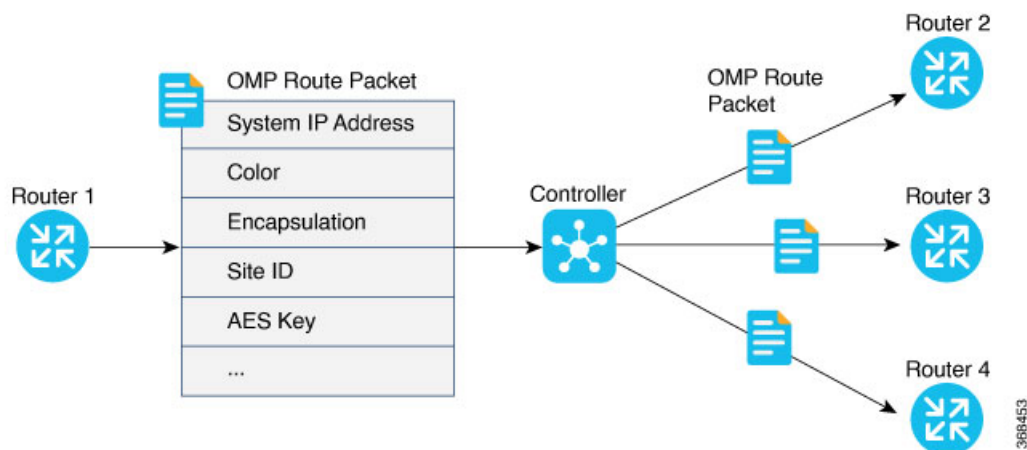 Router 1
OMP Route Packet
System IP Address
Color
Encapsulation
Site ID
AES Key
...
Controller
OMP Route
Packet
Router 2
Router 3
Router 4
368453